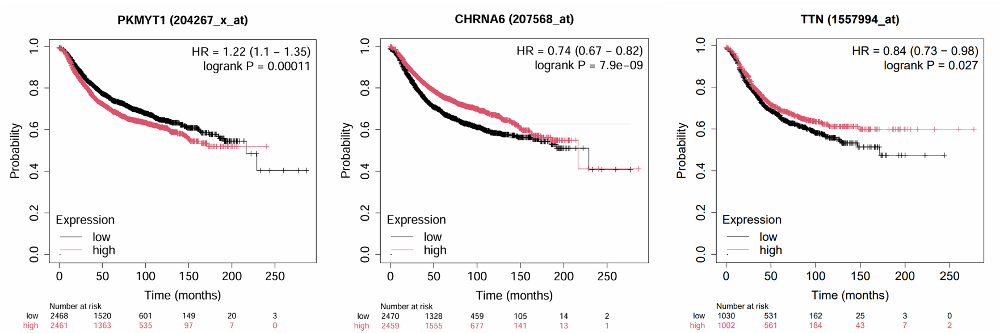 PKMYT1 (204267_x_at)
HR = 1.22 (1.1 − 1.35)
logrank P = 0.00011
Probability
1.0
0.8
0.6
0.4
0.2
0.0
Expression
low
high
0 50 100 150 200 250
Time (months)
Number at risk
low 2468 1520 601 149 20 3
high 2461 1363 535 97 7 0
CHRNA6 (207568_at)
HR = 0.74 (0.67 − 0.82)
logrank P = 7.9e−09
Probability
1.0
0.8
0.6
0.4
0.2
0.0
Expression
low
high
0 50 100 150 200 250
Time (months)
Number at risk
low 2470 1328 459 105 14 2
high 2459 1555 677 141 13 1
TTN (1557994_at)
HR = 0.84 (0.73 − 0.98)
logrank P = 0.027
Probability
1.0
0.8
0.6
0.4
0.2
0.0
Expression
low
high
0 50 100 150 200 250
Time (months)
Number at risk
low 1030 531 162 25 3 0
high 1002 561 184 43 7 2